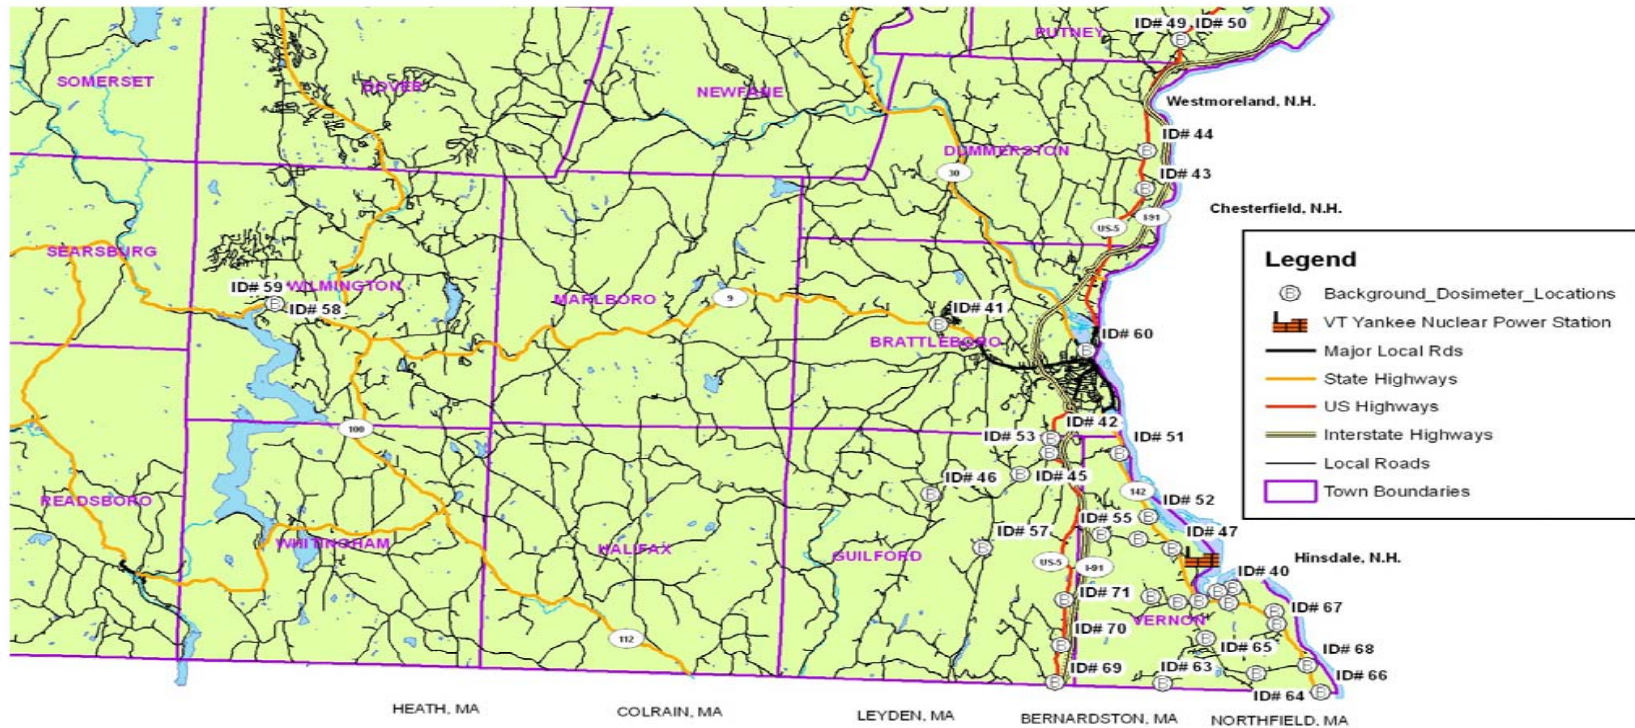 ID# 49
ID# 50
PUTNEY
SOMERSET
DOVER
NEWFANE
Westmoreland, N.H.
ID# 44
DUMMERSTON
30
ID# 43
Chesterfield, N.H.
I-91
US-5
SEARSBURG
ID# 59
WILMINGTON
ID# 58
MARLBORO
9
ID# 41
BRATTLEBORO
ID# 60
Legend
B Background_Dosimeter_Locations
VT Yankee Nuclear Power Station
Major Local Rds
State Highways
US Highways
Interstate Highways
Local Roads
Town Boundaries
100
ID# 42
ID# 53
ID# 51
ID# 46
ID# 45
142
READSBORO
ID# 52
ID# 55
ID# 57
ID# 47
WHITINGHAM
HALIFAX
GUILFORD
US-5
I-91
Hinsdale, N.H.
ID# 40
ID# 71
ID# 67
VERNON
112
ID# 70
ID# 65
ID# 68
ID# 69
ID# 63
ID# 66
ID# 64
HEATH, MA
COLRAIN, MA
LEYDEN, MA
BERNARDSTON, MA
NORTHFIELD, MA